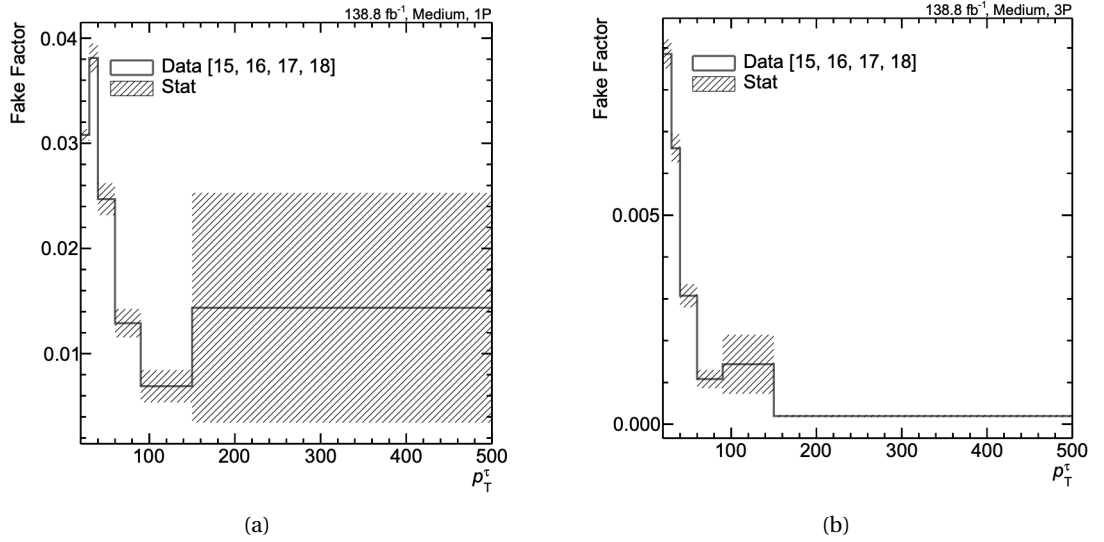 138.8 fb⁻¹, Medium, 1P
Fake Factor
Data [15, 16, 17, 18]
Stat
0.04
0.03
0.02
0.01
100 200 300 400 500
p_T^τ
(a)
138.8 fb⁻¹, Medium, 3P
Fake Factor
Data [15, 16, 17, 18]
Stat
0.005
0.000
100 200 300 400 500
p_T^τ
(b)